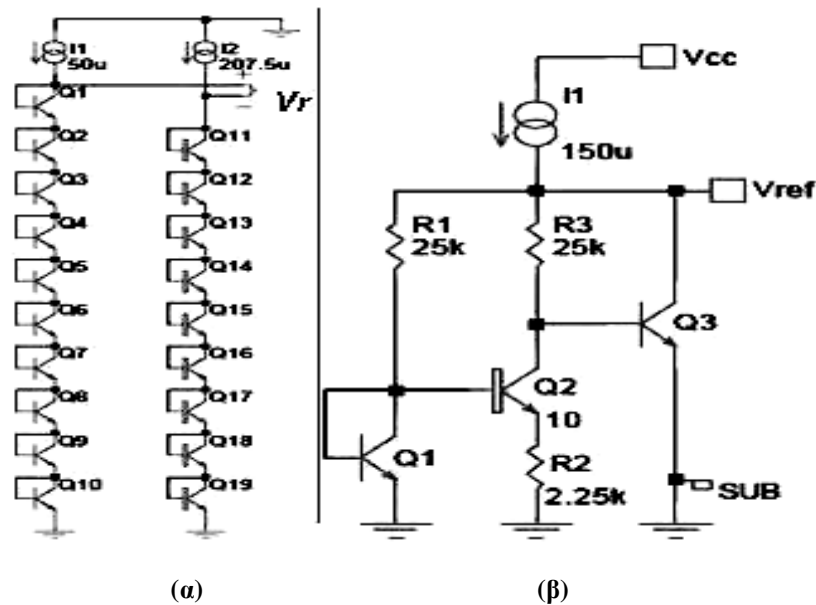 I1
50u
I2
207.5u
+
Vr
−
Q1
Q2
Q3
Q4
Q5
Q6
Q7
Q8
Q9
Q10
Q11
Q12
Q13
Q14
Q15
Q16
Q17
Q18
Q19
(α)
Vcc
I1
150u
Vref
R1
25k
R3
25k
Q3
Q2
10
Q1
R2
2.25k
SUB
(β)